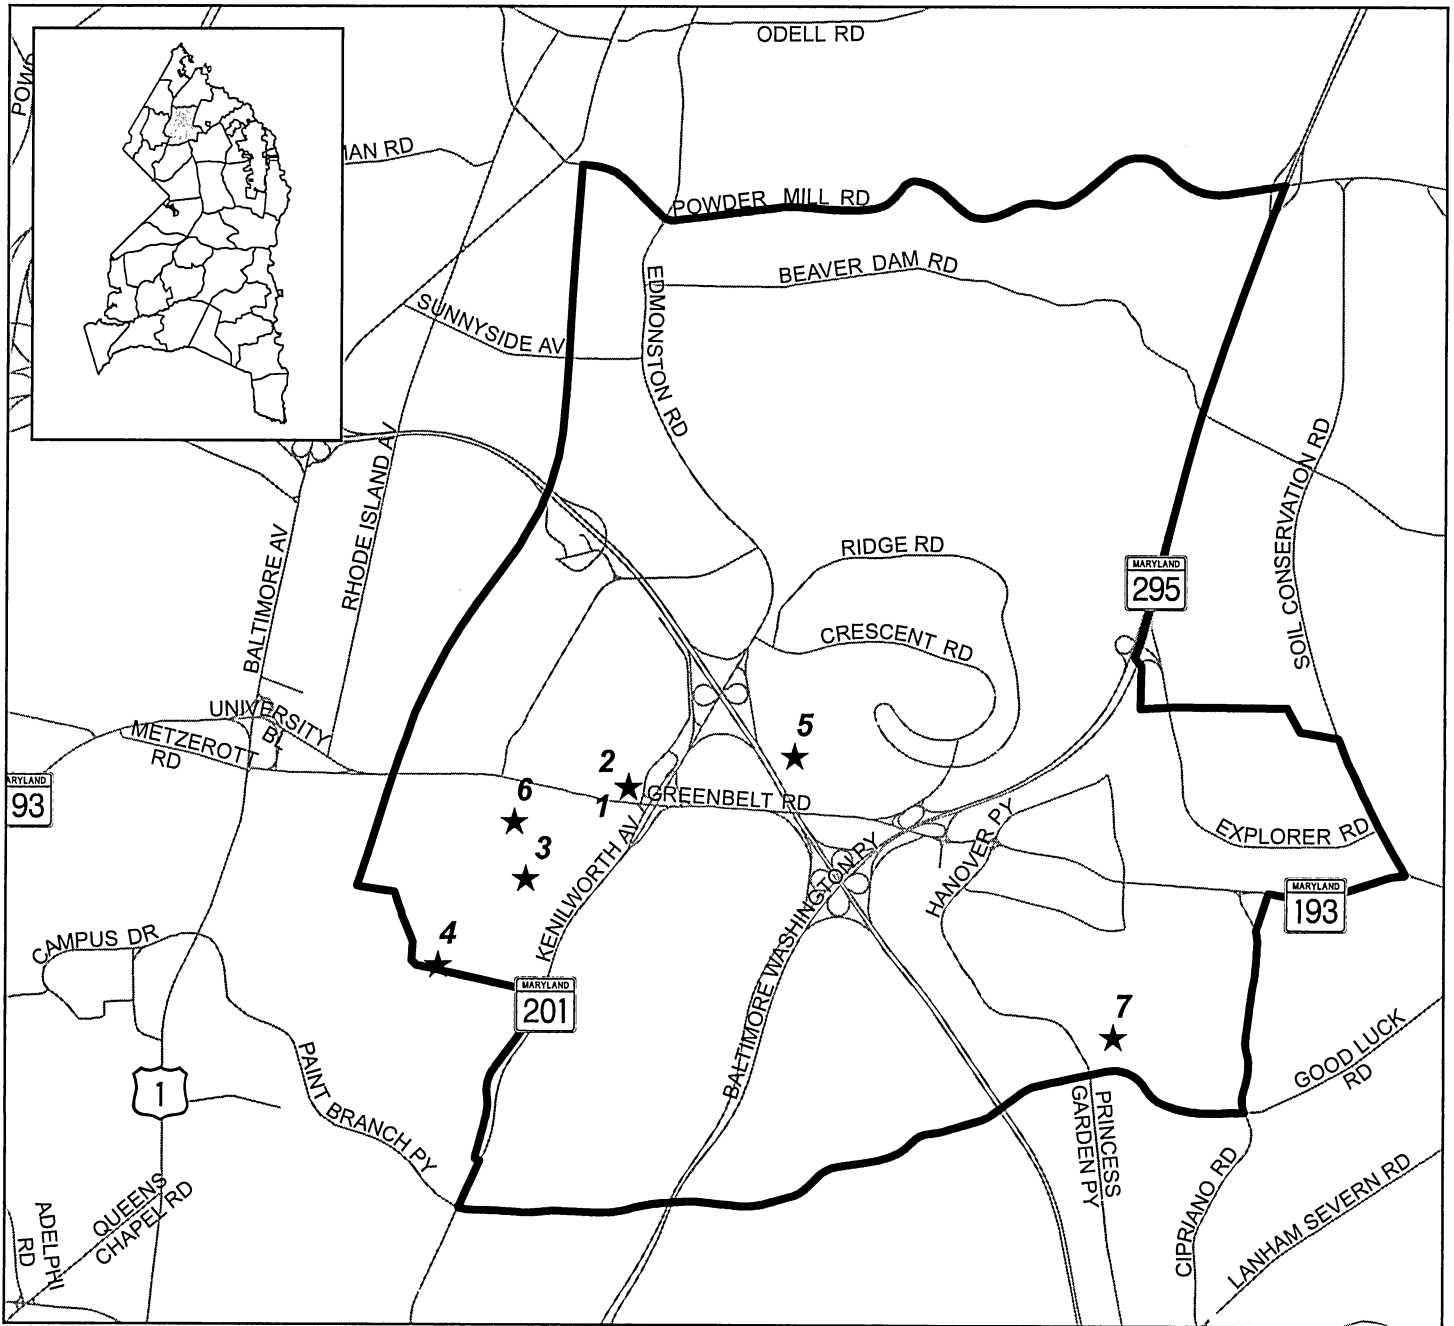 ODELL RD
POW
MAN RD
POWDER MILL RD
BEAVER DAM RD
EDMONSTON RD
SUNNYSIDE AV
RHODE ISLAND AV
BALTIMORE AV
SOIL CONSERVATION RD
RIDGE RD
MARYLAND
295
CRESCENT RD
UNIVERSITY
BL
METZEROTT
RD
5
2
1
6
3
4
7
GREENBELT RD
ARYLAND
93
HANOVER PY
EXPLORER RD
KENILWORTH AV
BALTIMORE WASHINGTON PY
MARYLAND
193
CAMPUS DR
MARYLAND
201
PAINT BRANCH PY
1
GOOD LUCK
RD
PRINCESS
GARDEN PY
CIPRIANO RD
LANHAM SEVERN RD
QUEENS
CHAPEL RD
ADELPHI
RD